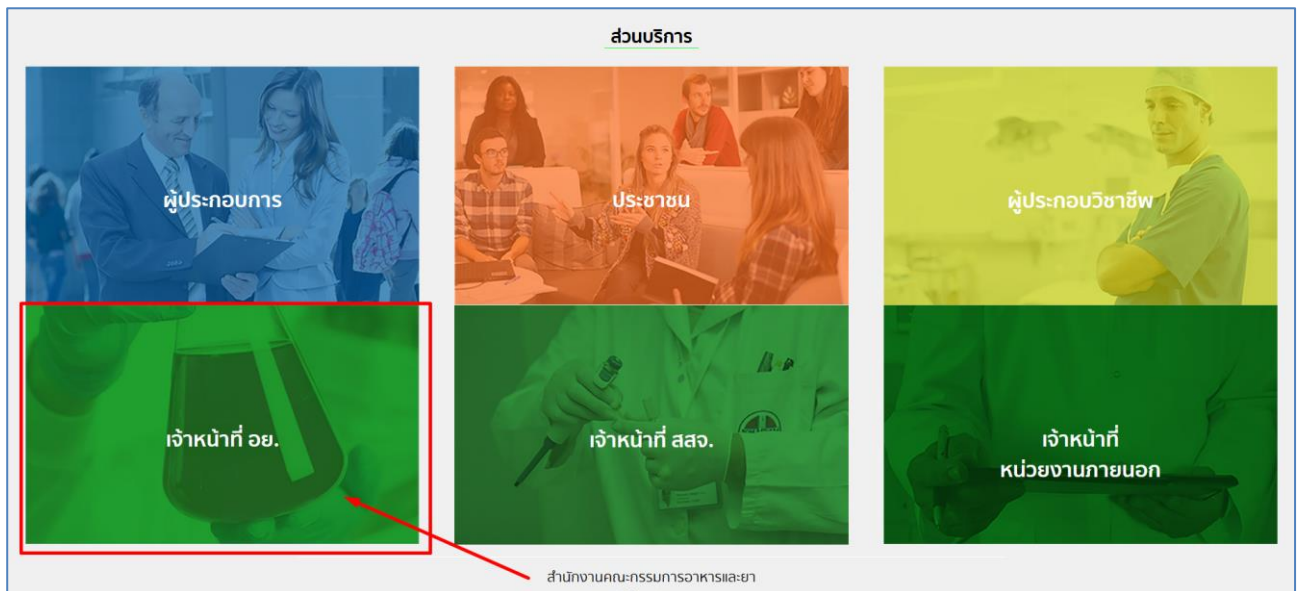 ส่วนบริการ
ผู้ประกอบการ
ประชาชน
ผู้ประกอบวิชาชีพ
เจ้าหน้าที่ อย.
เจ้าหน้าที่ สสจ.
เจ้าหน้าที่
หน่วยงานภายนอก
สำนักงานคณะกรรมการอาหารและยา